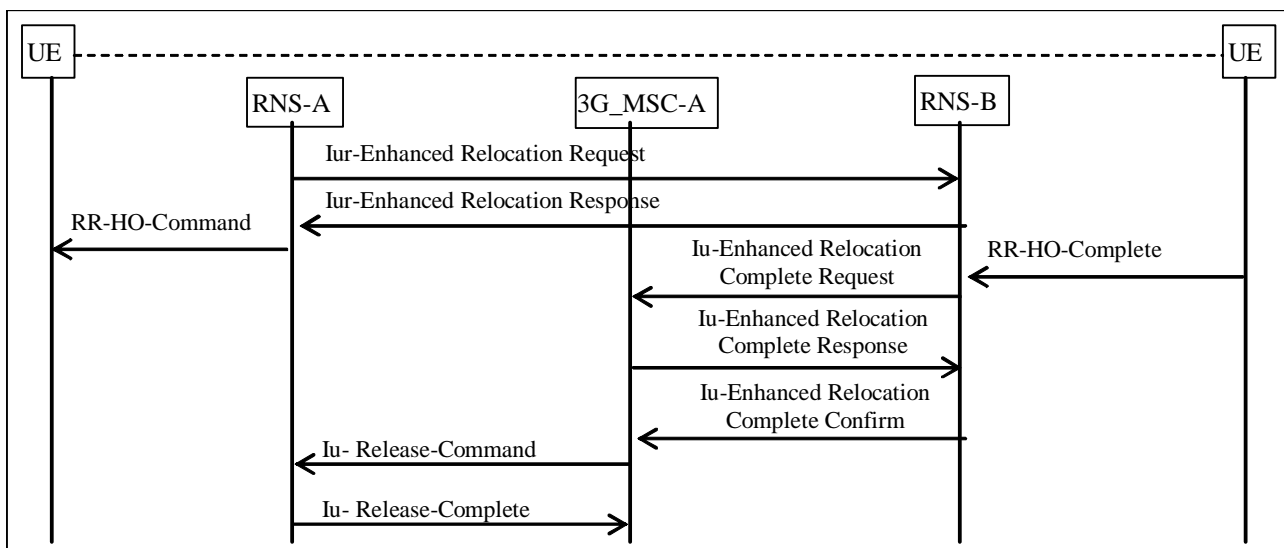 UE
UE
RNS-A
3G_MSC-A
RNS-B
Iur-Enhanced Relocation Request
Iur-Enhanced Relocation Response
RR-HO-Command
Iu-Enhanced Relocation
Complete Request
RR-HO-Complete
Iu-Enhanced Relocation
Complete Response
Iu-Enhanced Relocation
Complete Confirm
Iu- Release-Command
Iu- Release-Complete